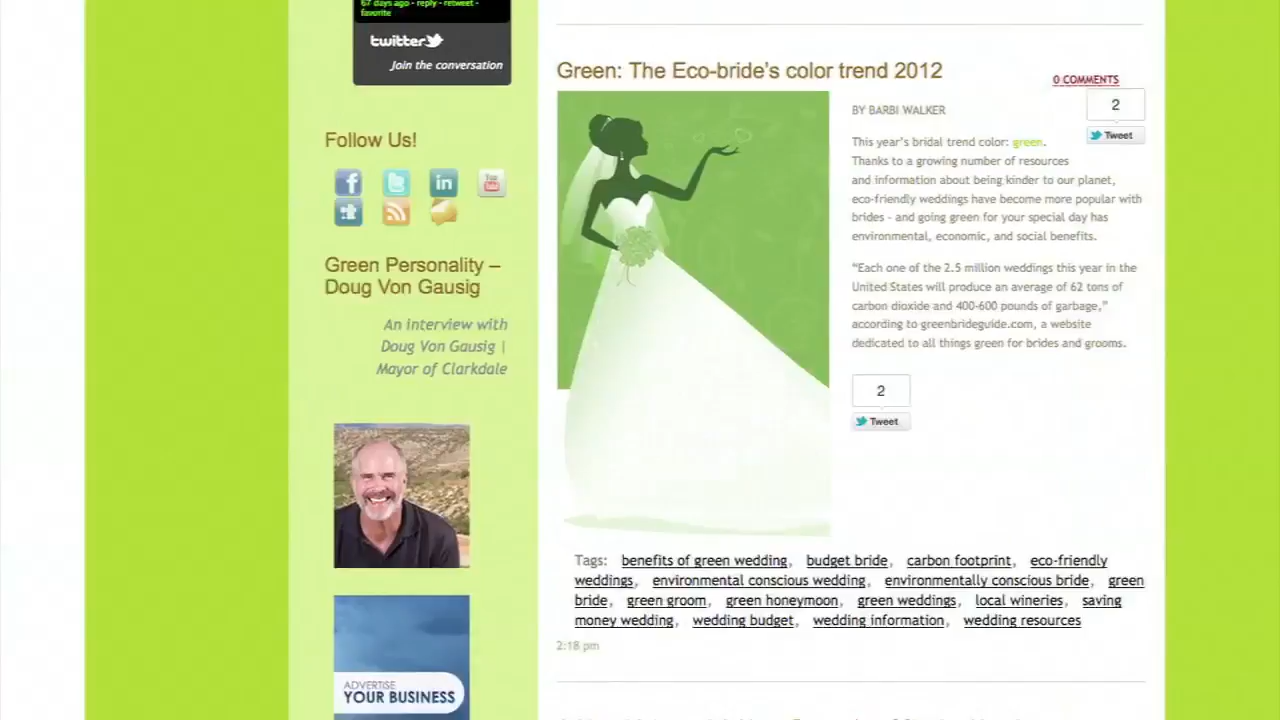 67 days ago - reply - retweet -
favorite
twitter
Join the conversation
Follow Us!
You
Tube
Green Personality –
Doug Von Gausig
An interview with
Doug Von Gausig |
Mayor of Clarkdale
ADVERTISE
YOUR BUSINESS
Green: The Eco-bride's color trend 2012
0 COMMENTS
2
Tweet
BY BARBI WALKER
This year's bridal trend color: green.
Thanks to a growing number of resources
and information about being kinder to our planet,
eco-friendly weddings have become more popular with
brides - and going green for your special day has
environmental, economic, and social benefits.
“Each one of the 2.5 million weddings this year in the
United States will produce an average of 62 tons of
carbon dioxide and 400-600 pounds of garbage,”
according to greenbrideguide.com, a website
dedicated to all things green for brides and grooms.
2
Tweet
Tags: benefits of green wedding, budget bride, carbon footprint, eco-friendly
weddings, environmental conscious wedding, environmentally conscious bride, green
bride, green groom, green honeymoon, green weddings, local wineries, saving
money wedding, wedding budget, wedding information, wedding resources
2:18 pm